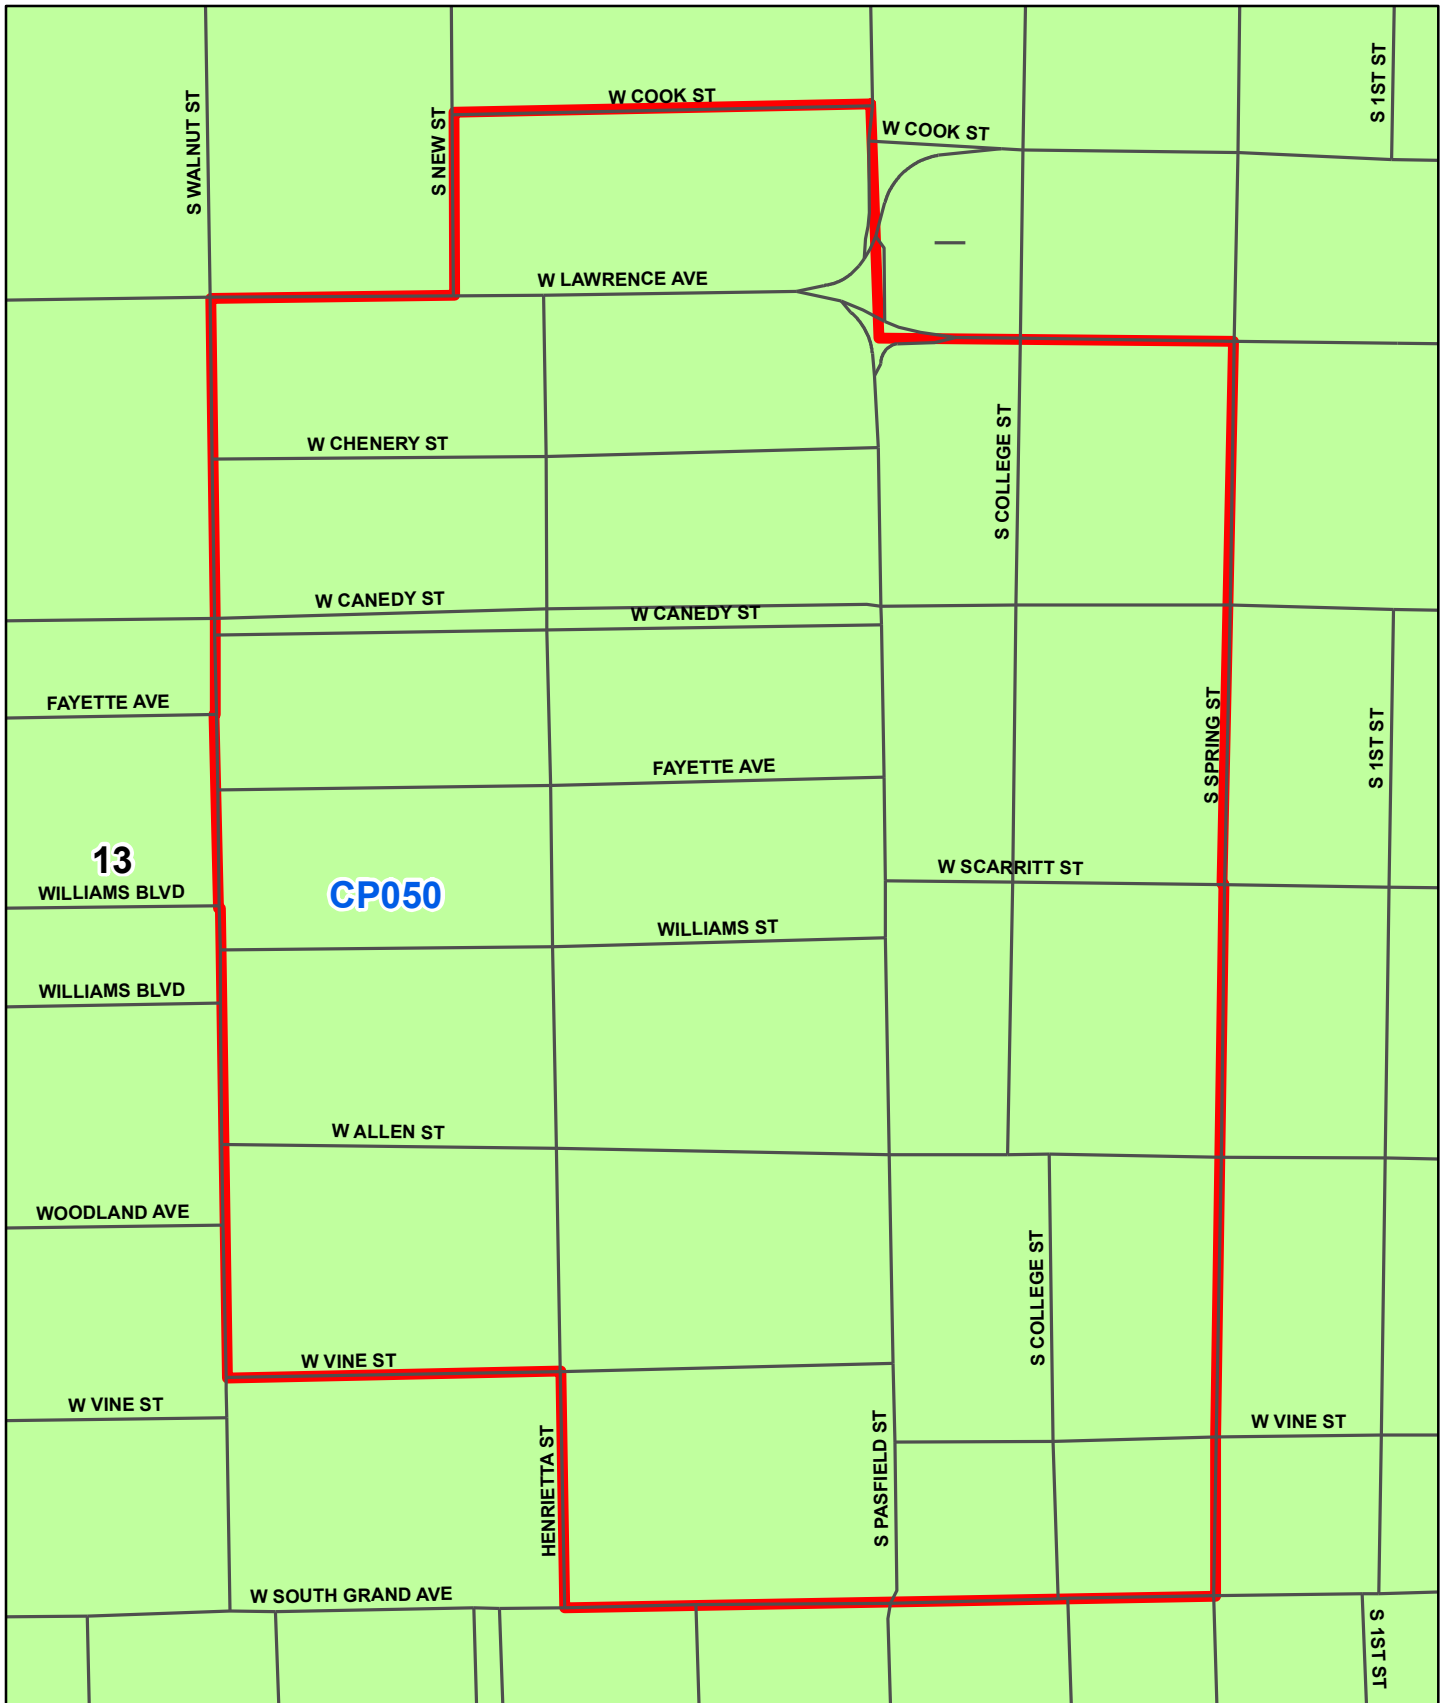 W COOK ST
W COOK ST
S 1ST ST
S WALNUT ST
S NEW ST
W LAWRENCE AVE
W CHENERY ST
S COLLEGE ST
W CANEDY ST
W CANEDY ST
FAYETTE AVE
S SPRING ST
S 1ST ST
FAYETTE AVE
13
WILLIAMS BLVD
CP050
W SCARRITT ST
WILLIAMS ST
WILLIAMS BLVD
W ALLEN ST
WOODLAND AVE
S COLLEGE ST
W VINE ST
W VINE ST
W VINE ST
HENRIETTA ST
S PASFIELD ST
W SOUTH GRAND AVE
S 1ST ST